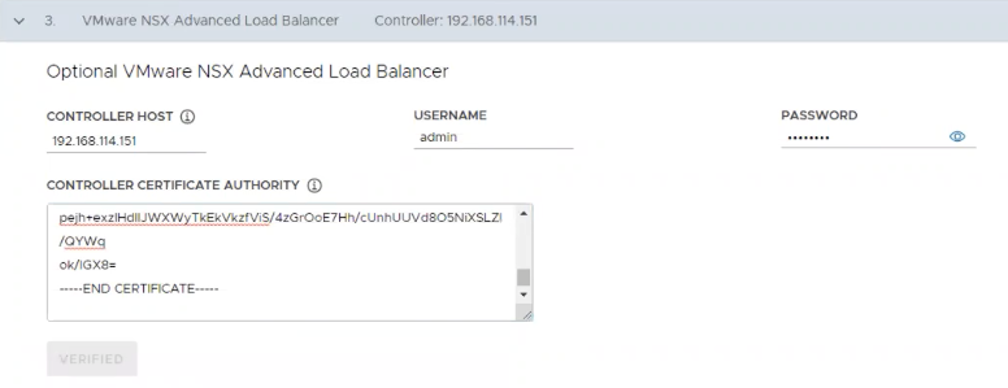 3. VMware NSX Advanced Load Balancer Controller: 192.168.114.151
Optional VMware NSX Advanced Load Balancer
CONTROLLER HOST USERNAME PASSWORD
192.168.114.151 admin ••••••••
CONTROLLER CERTIFICATE AUTHORITY
pejh+exzIHdIIJWXWyTkEkVkzfViS/4zGrOoE7Hh/cUnhUUVd8O5NiXSLZI
/QYWq
ok/IGX8=
-----END CERTIFICATE-----
VERIFIED